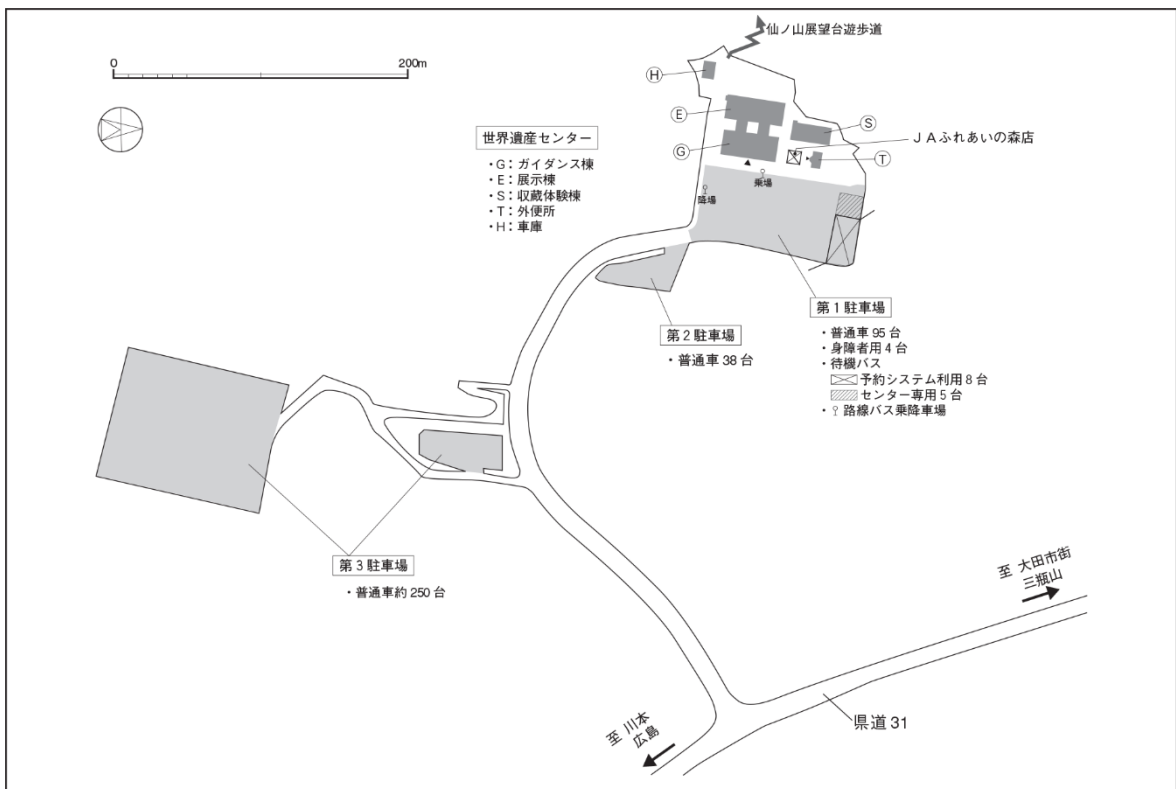 仙ノ山展望台遊歩道
0
200m
H
E
S
世界遺産センター
JAふれあいの森店
・G：ガイダンス棟
・E：展示棟
・S：収蔵体験棟
・T：外便所
・H：車庫
G
T
乗場
降場
第1駐車場
・普通車95台
・身障者用4台
・待機バス
予約システム利用8台
センター専用5台
・路線バス乗降車場
第2駐車場
・普通車38台
第3駐車場
・普通車約250台
至 大田市街
三瓶山
県道31
至 川本
広島